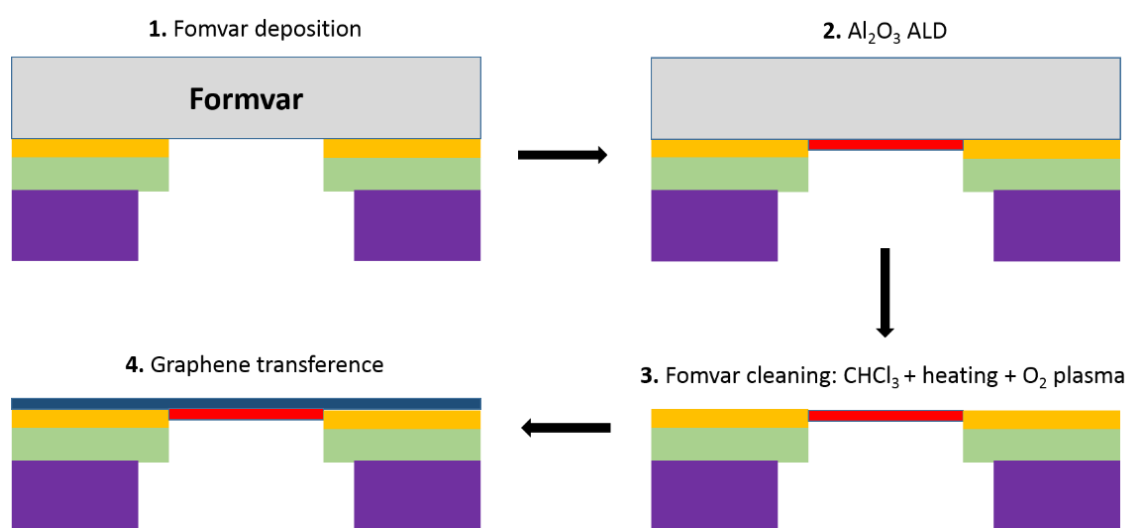 1. Fomvar deposition
Formvar
2. Al₂O₃ ALD
3. Fomvar cleaning: CHCl₃ + heating + O₂ plasma
4. Graphene transference